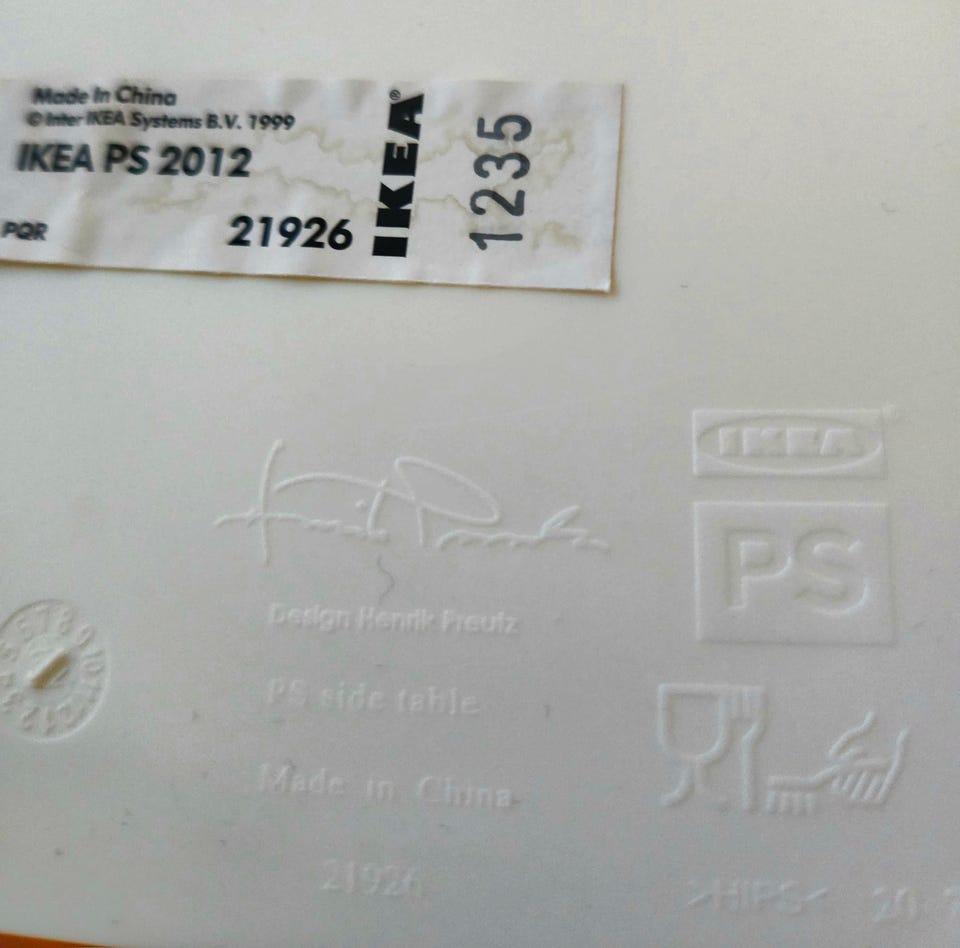 Made In China
© Inter IKEA Systems B.V. 1999
IKEA PS 2012
PQR
21926
IKEA®
1235
IKEA
PS
Design Henrik Preutz
PS side table
Made in China
21926
>HIPS<
20